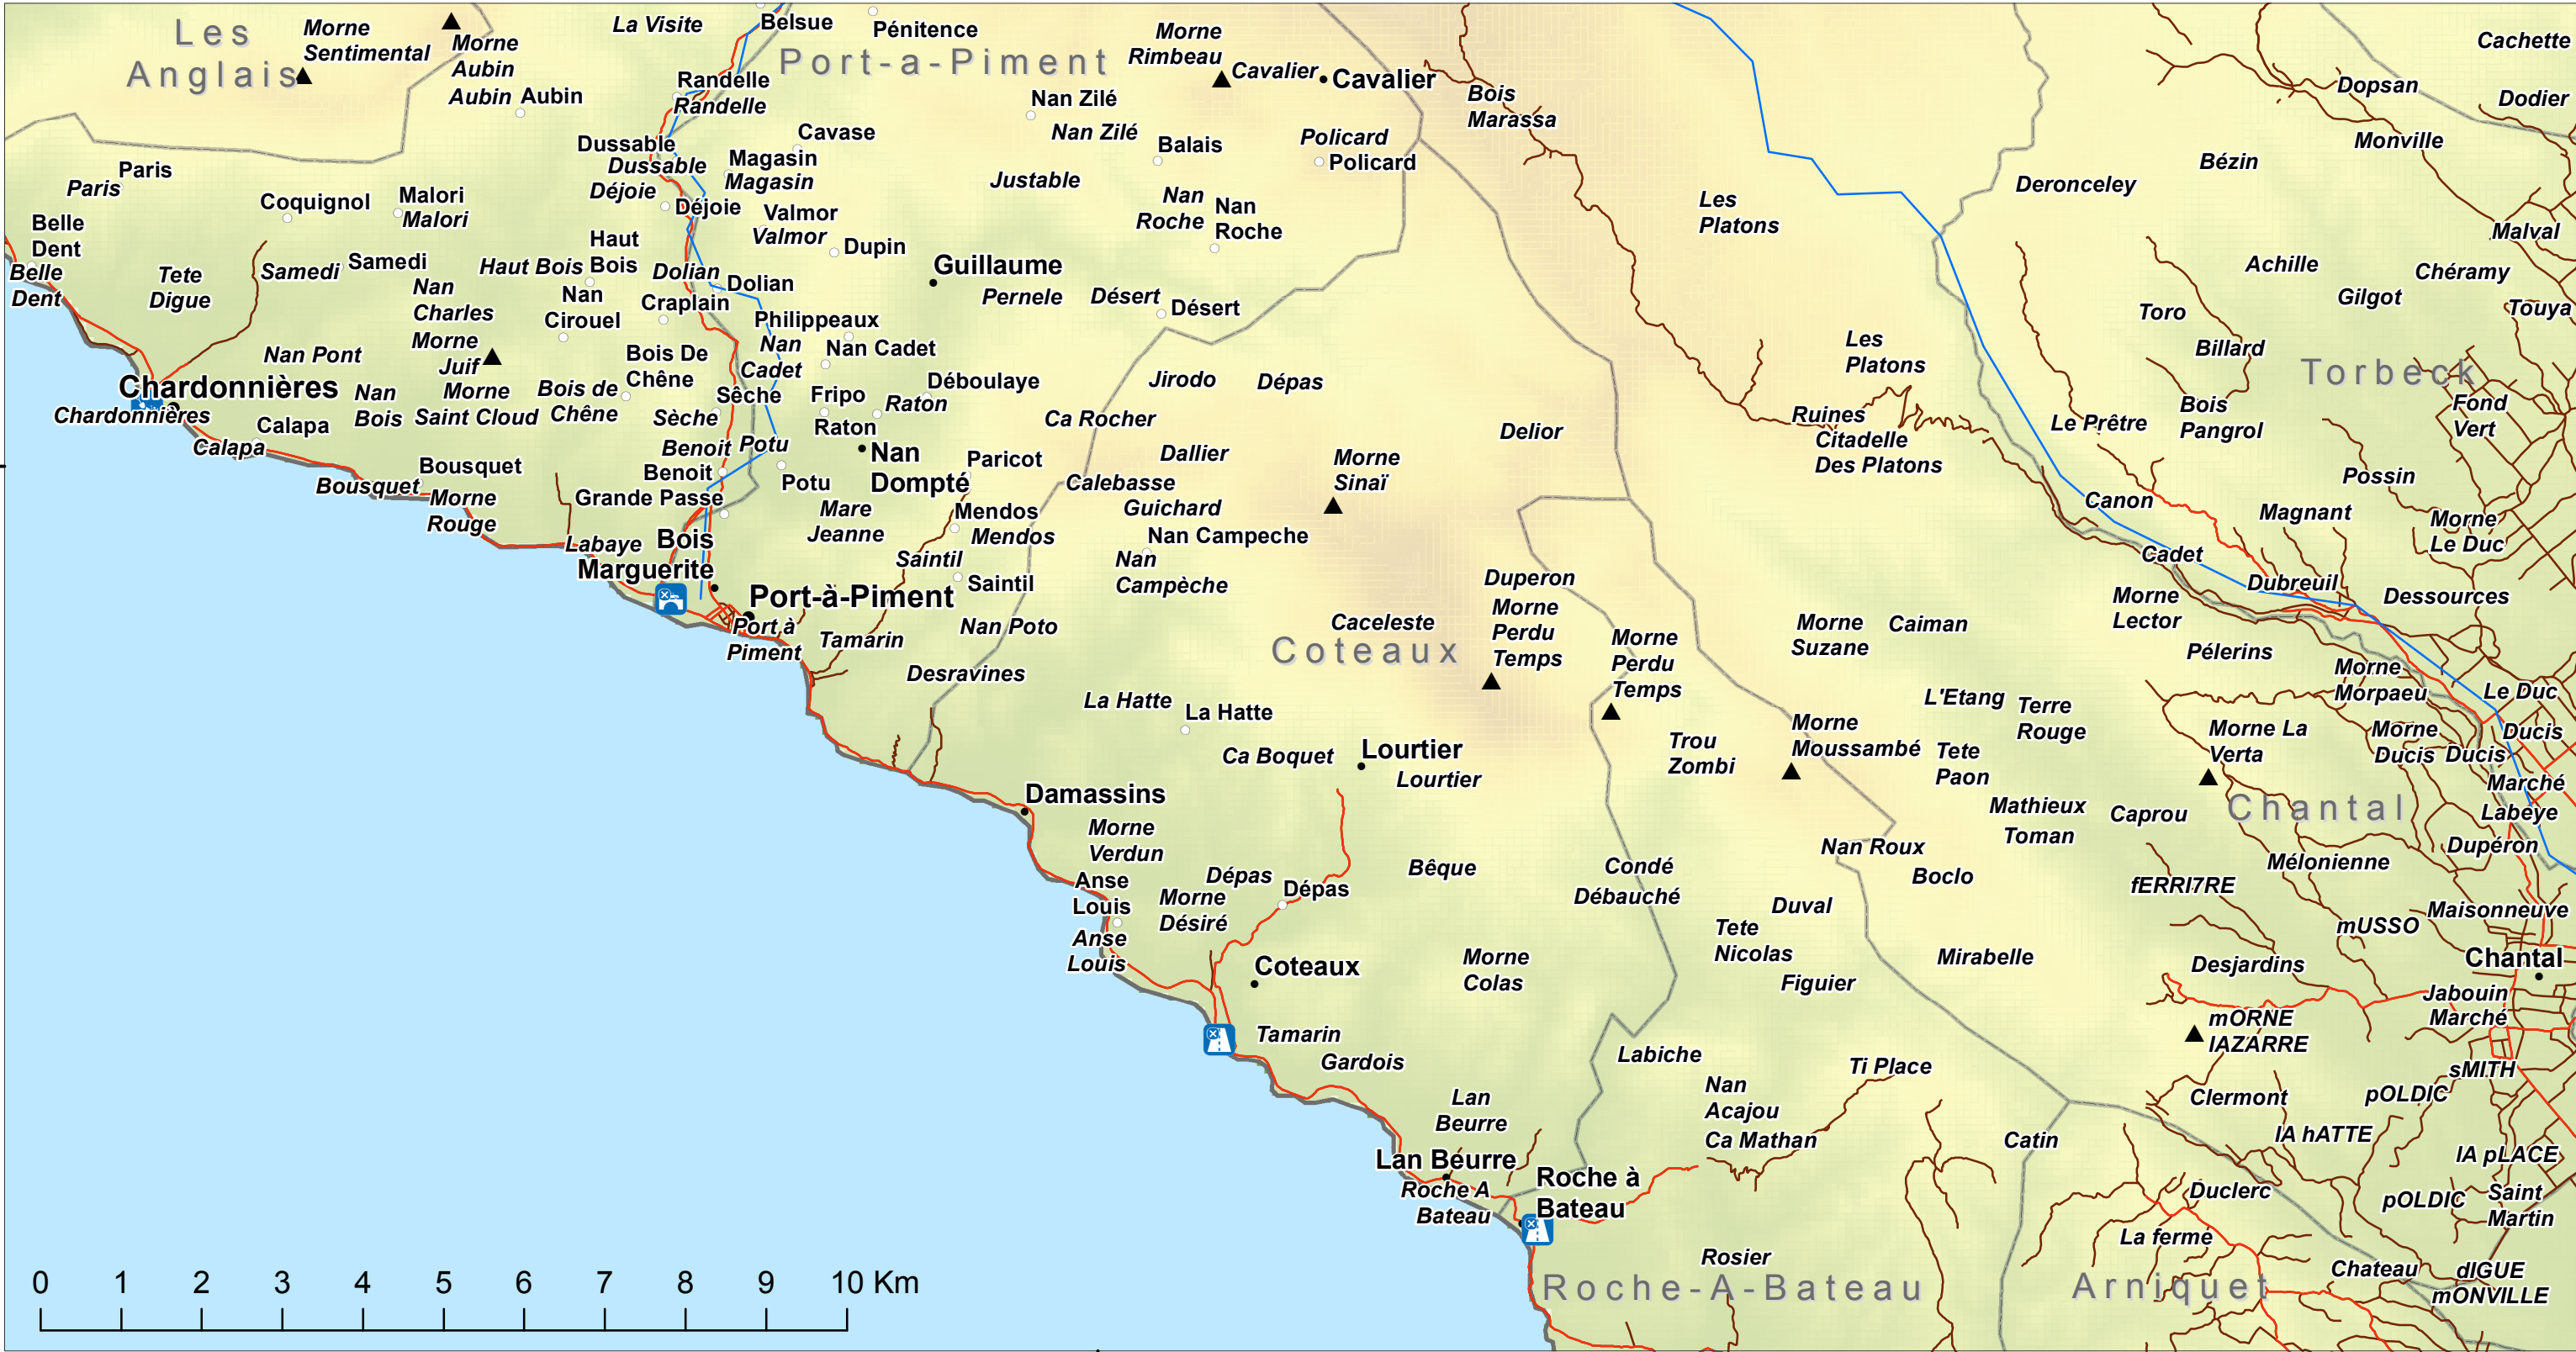 Les
Anglais
Morne
Sentimental
Morne
Aubin
Aubin
Aubin
La Visite
Belsue
Pénitence
Port-a-Piment
Morne
Rimbeau
Cavalier
Cavalier
Randelle
Randelle
Nan Zilé
Nan Zilé
Bois
Marassa
Cachette
Dopsan
Dodier
Monville
Dussable
Dussable
Déjoie
Déjoie
Cavase
Magasin
Magasin
Justable
Balais
Policard
Policard
Bézin
Deronceley
Paris
Paris
Coquignol
Malori
Malori
Valmor
Valmor
Dupin
Nan
Roche
Nan
Roche
Les
Platons
Malval
Belle
Dent
Belle
Dent
Tete
Digue
Samedi
Samedi
Nan
Charles
Haut Bois
Haut
Bois
Nan
Cirouel
Dolian
Dolian
Craplain
Guillaume
Pernele
Désert
Désert
Achille
Chéramy
Gilgot
Touya
Toro
Philippeaux
Nan
Cadet
Nan Cadet
Morne
Juif
Nan Pont
Bois De
Chêne
Bois de
Chêne
Les
Platons
Billard
Torbeck
Chardonnières
Chardonnières
Nan
Bois
Morne
Saint Cloud
Sèche
Sêche
Fripo
Déboulaye
Raton
Raton
Jirodo
Dépas
Ca Rocher
Ruines
Citadelle
Des Platons
Le Prêtre
Bois
Pangrol
Fond
Vert
Calapa
Calapa
Benoit
Benoit
Potu
Potu
Nan
Dompté
Paricot
Dallier
Delior
Morne
Sinaï
Bousquet
Bousquet
Morne
Rouge
Grande Passe
Mare
Jeanne
Mendos
Mendos
Calebasse
Guichard
Nan Campeche
Nan
Campèche
Canon
Possin
Magnant
Morne
Le Duc
Labaye
Bois
Marguerite
Saintil
Saintil
Cadet
Dubreuil
Dessources
Duperon
Morne
Perdu
Temps
Morne
Perdu
Temps
Port-à-Piment
Port à
Piment
Tamarin
Nan Poto
Caceleste
Coteaux
Morne
Suzane
Caiman
Morne
Lector
Pélerins
Morne
Morpaeu
Le Duc
Desravines
La Hatte
La Hatte
Ca Boquet
Lourtier
Lourtier
Trou
Zombi
Morne
Moussambé
L'Etang
Terre
Rouge
Tete
Paon
Morne La
Verta
Morne
Ducis
Ducis
Ducis
Marché
Labeye
Damassins
Morne
Verdun
Mathieux
Toman
Caprou
Chantal
Dupéron
Anse
Louis
Anse
Louis
Morne
Désiré
Dépas
Dépas
Bêque
Condé
Débauché
Nan Roux
Boclo
Mélonienne
fERRI7RE
Duval
Tete
Nicolas
mUSSO
Maisonneuve
Chantal
Coteaux
Morne
Colas
Figuier
Mirabelle
Desjardins
Jabouin
Marché
Tamarin
Gardois
Labiche
mORNE
lAZARRE
sMITH
Lan
Beurre
Nan
Acajou
Ca Mathan
Ti Place
Clermont
pOLDIC
lA hATTE
Catin
lA pLACE
Lan Beurre
Roche A
Bateau
Roche à
Bateau
Duclerc
pOLDIC
Saint
Martin
La ferme
Rosier
Roche-A-Bateau
Arniquet
Chateau
dIGUE
mONVILLE
0 1 2 3 4 5 6 7 8 9 10 Km